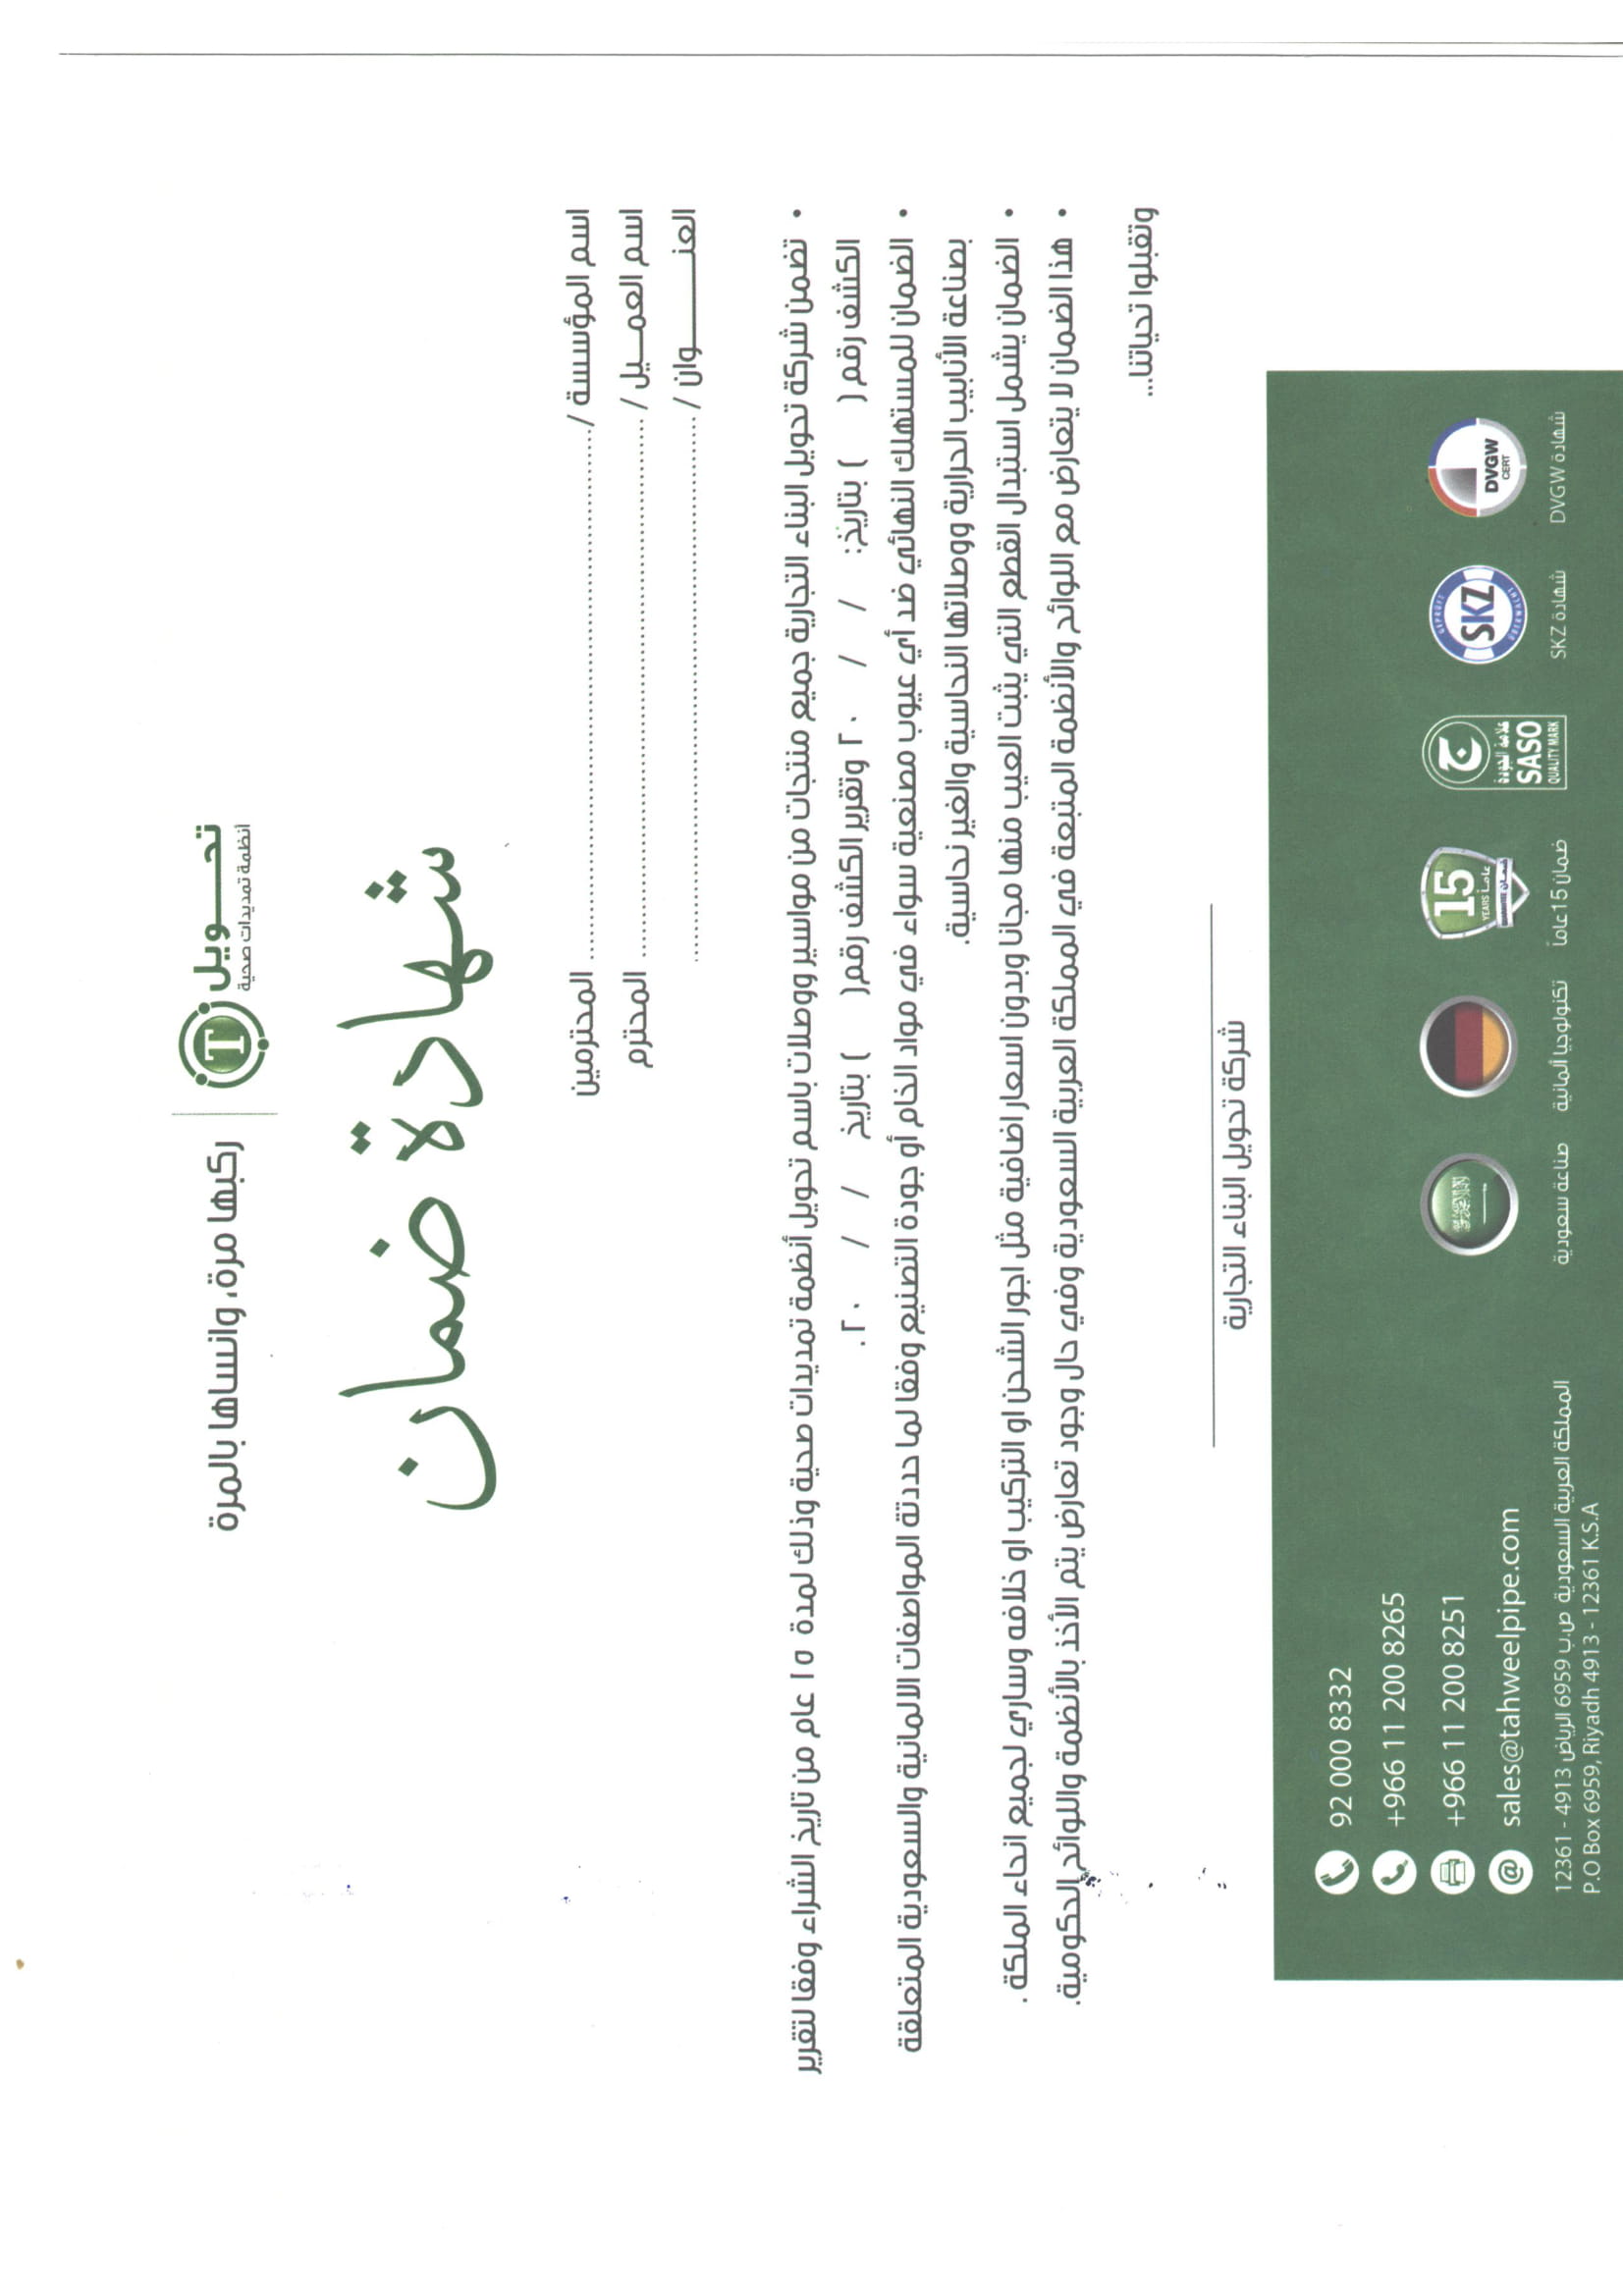 تحـــويل
أنظمة تمديدات صحية
ركبها مرة، وانساها بالمرة
شهادة ضمان
اسم المؤسسة /.......................................................................... المحترمين
اسم العمـــيل / .......................................................................... المحترم
العنـــــــوان / ..........................................................................
• تضمن شركة تحويل البناء التجارية جميع منتجات من مواسير ووصلات باسم تحويل أنظمة تمديدات صحية وذلك لمدة ١٥ عام من تاريخ الشراء وفقا لتقرير
الكشف رقم ( ) بتاريخ: / / ٢٠ وتقرير الكشف رقم( ) بتاريخ / / ٢٠.
• الضمان للمستهلك النهائي ضد أي عيوب مصنعية سواء في مواد الخام أو جودة التصنيع وفقا لما حددتة المواصفات الالمانية والسعودية المتعلقة
بصناعة الأنابيب الحرارية ووصلاتها النحاسية والغير نحاسية.
• الضمان يشمل استبدال القطع التي يثبت العيب منها مجانا وبدون اسعار اضافية مثل اجور الشحن او التركيب او خلافه وساري لجميع انحاء الملكة .
• هذا الضمان لا يتعارض مع اللوائح والأنظمة المتبعة في المملكة العربية السعودية وفي حال وجود تعارض يتم الأخذ بالأنظمة واللوائح الحكومية.
وتقبلوا تحياتنا...
شركة تحويل البناء التجارية
92 000 8332
+966 11 200 8265
+966 11 200 8251
sales@tahweelpipe.com
المملكة العربية السعودية ص.ب 6959 الرياض 4913 - 12361
P.O Box 6959, Riyadh 4913 - 12361 K.S.A
DVGW
CERT
شهادة DVGW
GEPRÜFT
SKZ
ÜBERWACHT
شهادة SKZ
علامة الجودة
SASO
QUALITY MARK
15
YEARS عاماً
GUARANTEE ضمان
ضمان 15 عاماً
تكنولوجيا ألمانية
صناعة سعودية